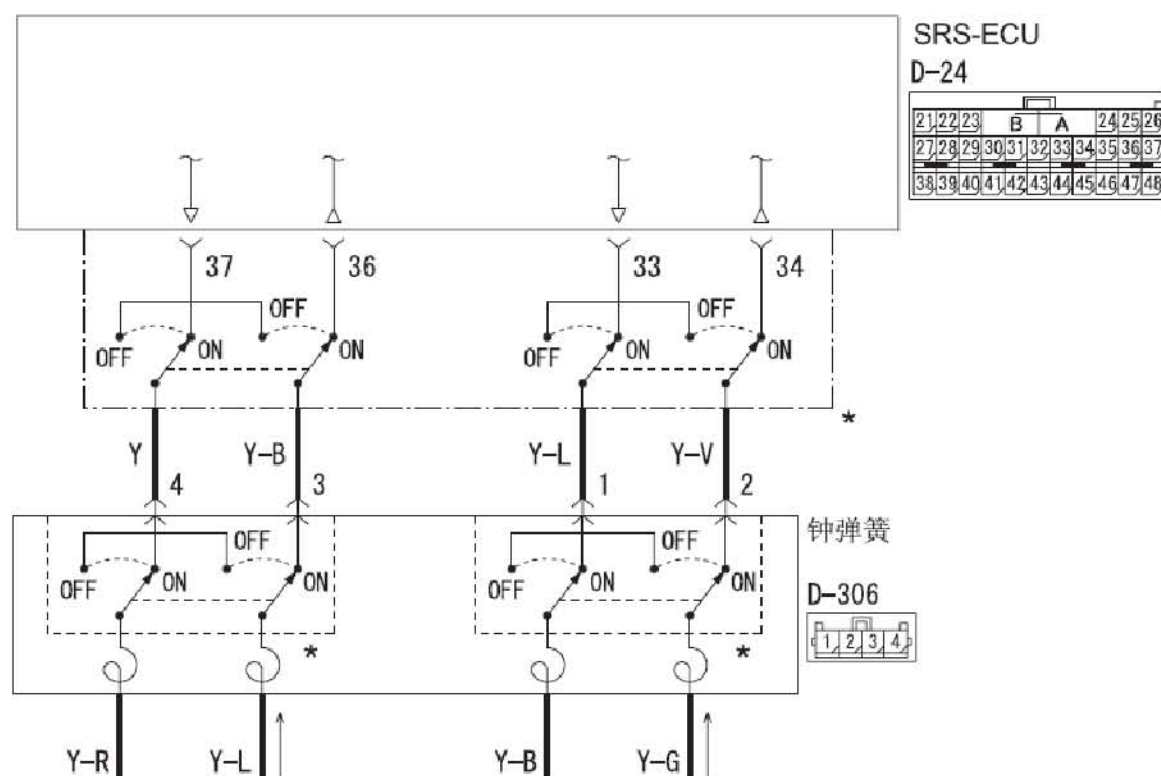 SRS-ECU
D-24
21 22 23 B A 24 25 26
27 28 29 30 31 32 33 34 35 36 37
38 39 40 41 42 43 44 45 46 47 48
37 36 33 34
OFF OFF
OFF ON ON OFF ON ON
*
Y Y-B Y-L Y-V
4 3 1 2
钟弹簧
OFF OFF
OFF ON ON OFF ON ON
D-306
1 2 3 4
* *
Y-R Y-L Y-B Y-G